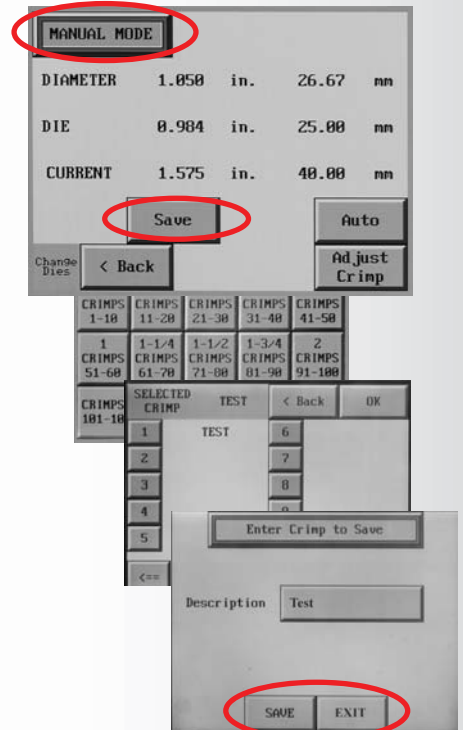 MANUAL MODE
DIAMETER 1.050 in. 26.67 mm
DIE 0.984 in. 25.00 mm
CURRENT 1.575 in. 40.00 mm
Save Auto
Change Dies < Back Adjust Crimp
CRIMPS CRIMPS CRIMPS CRIMPS CRIMPS
1-10 11-20 21-30 31-40 41-50
1 1-1/4 1-1/2 1-3/4 2
CRIMPS CRIMPS CRIMPS CRIMPS CRIMPS
51-60 61-70 71-80 81-90 91-100
CRIMPS
101-10
SELECTED CRIMP TEST < Back OK
1 TEST 6
2 7
3 8
4
5
<==
Enter Crimp to Save
Description Test
SAVE EXIT